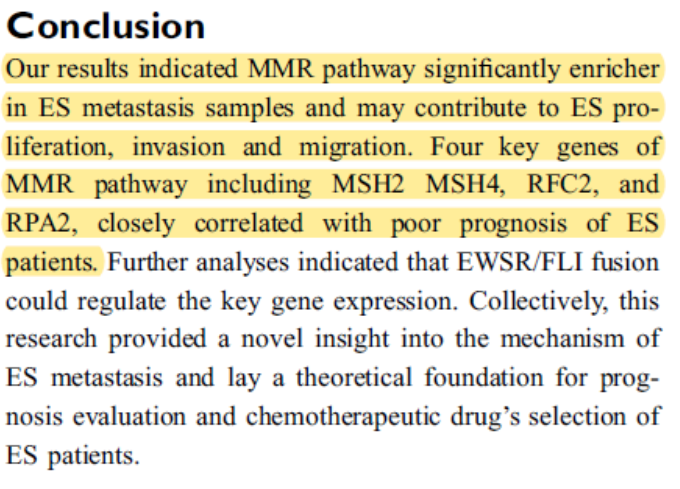 Conclusion
Our results indicated MMR pathway significantly enricher
in ES metastasis samples and may contribute to ES pro-
liferation, invasion and migration. Four key genes of
MMR pathway including MSH2 MSH4, RFC2, and
RPA2, closely correlated with poor prognosis of ES
patients. Further analyses indicated that EWSR/FLI fusion
could regulate the key gene expression. Collectively, this
research provided a novel insight into the mechanism of
ES metastasis and lay a theoretical foundation for prog-
nosis evaluation and chemotherapeutic drug’s selection of
ES patients.